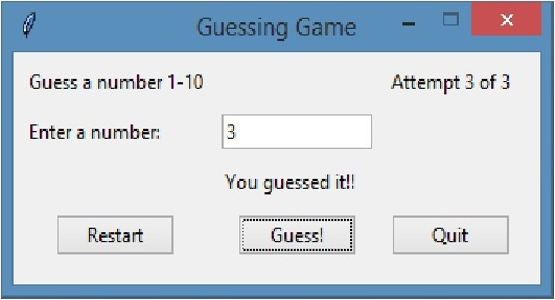 Guessing Game
Guess a number 1-10 Attempt 3 of 3
Enter a number: 3
You guessed it!!
Restart Guess! Quit